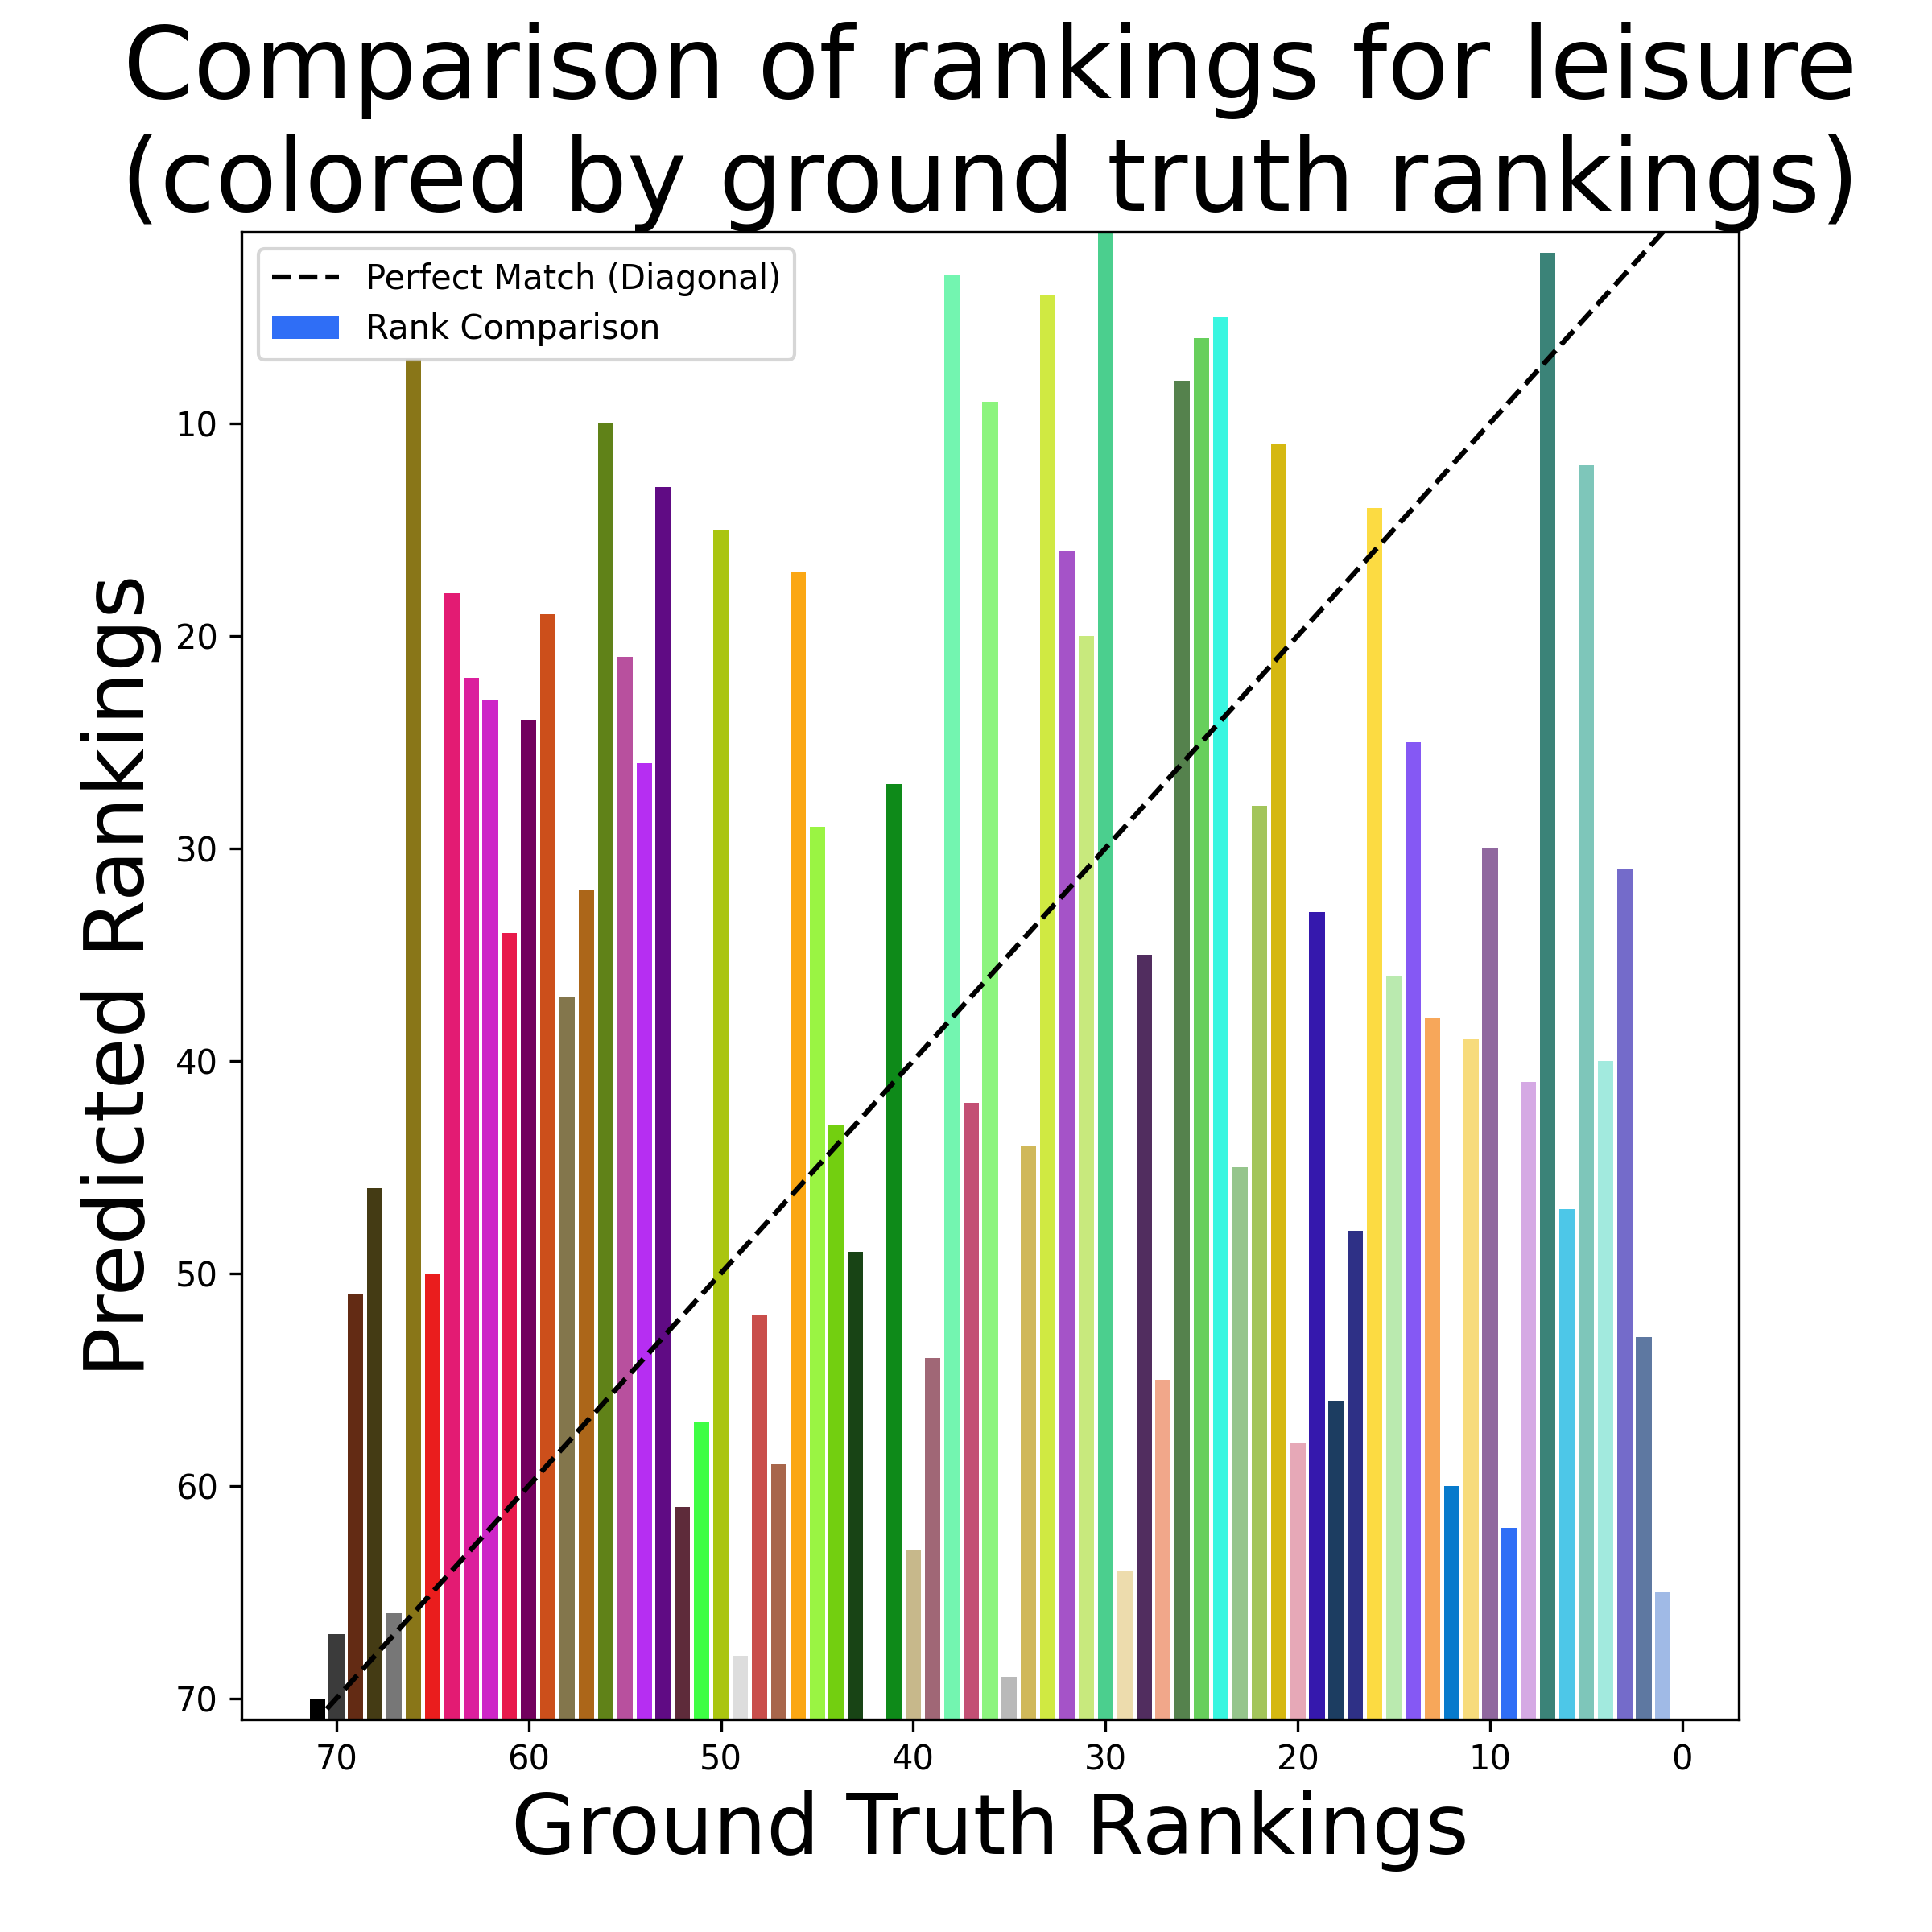 Comparison of rankings for leisure
(colored by ground truth rankings)
Perfect Match (Diagonal)
Rank Comparison
Predicted Rankings
10
20
30
40
50
60
70
70 60 50 40 30 20 10 0
Ground Truth Rankings